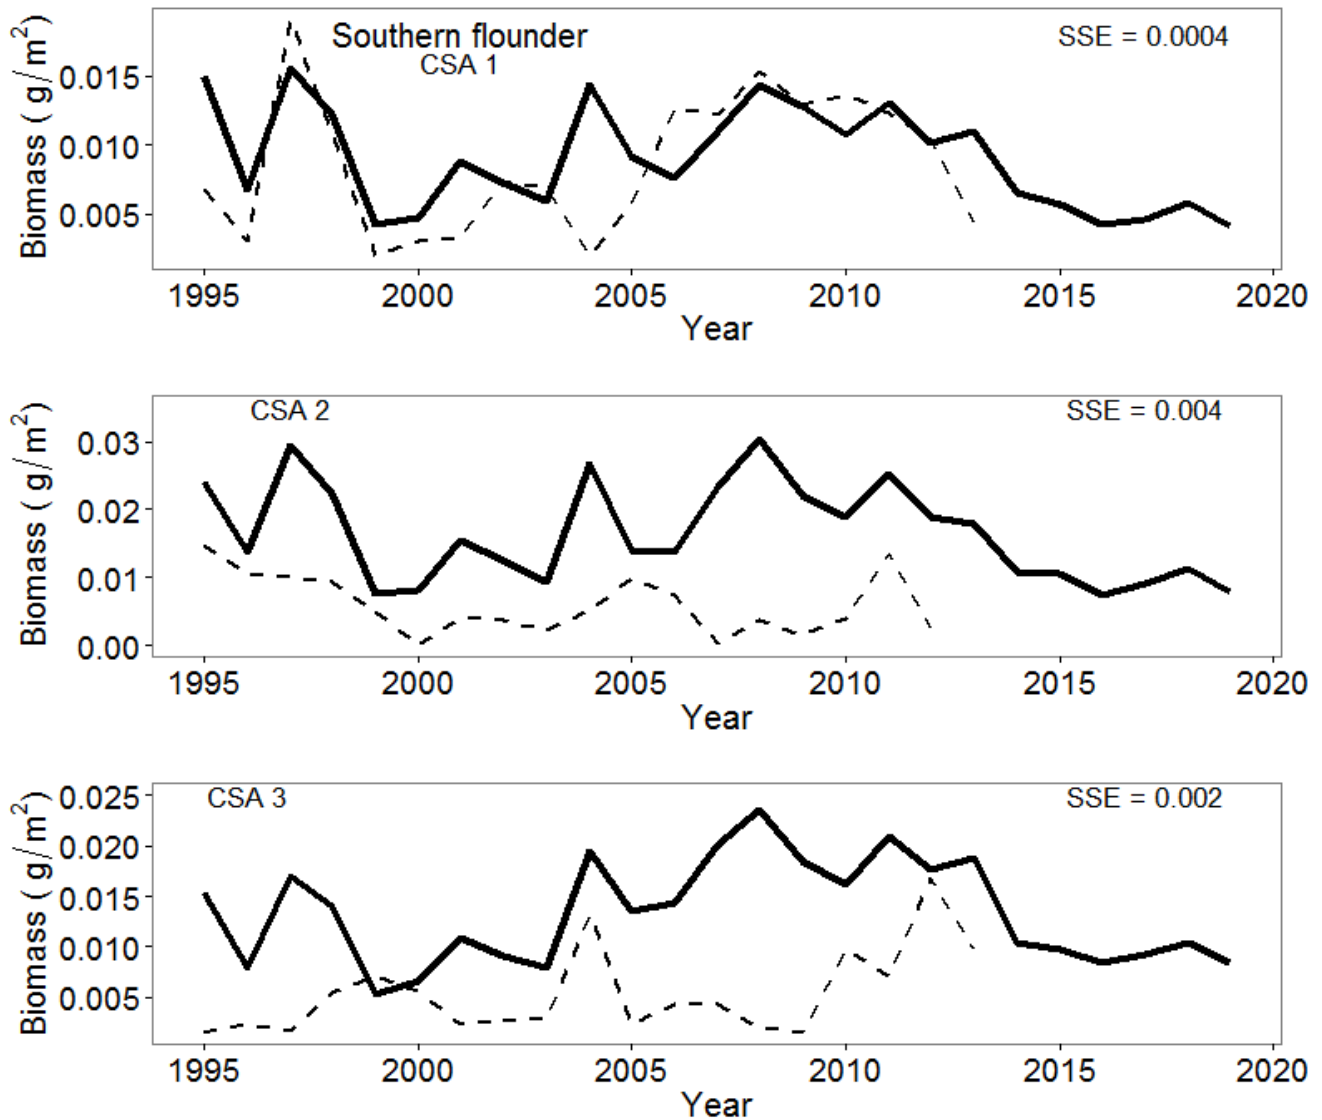 Southern flounder
CSA 1
SSE = 0.0004
Biomass ( g/m²)
0.015
0.010
0.005
1995 2000 2005 2010 2015 2020
Year
CSA 2
SSE = 0.004
Biomass ( g/m²)
0.03
0.02
0.01
0.00
1995 2000 2005 2010 2015 2020
Year
CSA 3
SSE = 0.002
Biomass ( g/m²)
0.025
0.020
0.015
0.010
0.005
1995 2000 2005 2010 2015 2020
Year